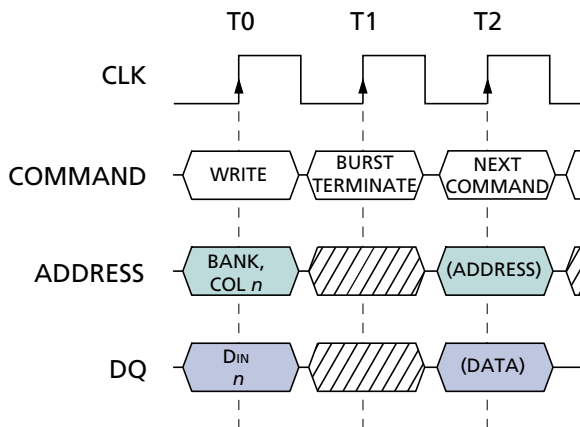 T0 T1 T2
CLK
COMMAND WRITE BURST TERMINATE NEXT COMMAND
ADDRESS BANK, COL n (ADDRESS)
DQ DIN n (DATA)